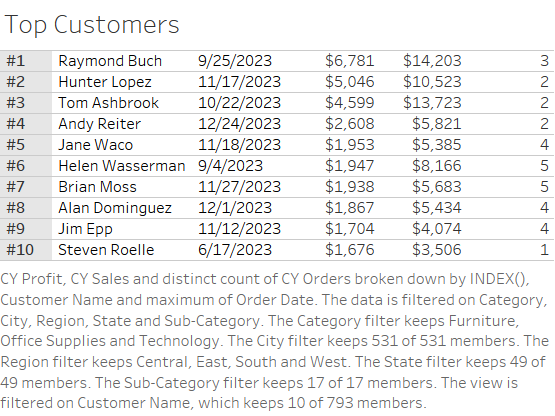 Top Customers
#1 Raymond Buch 9/25/2023 $6,781 $14,203 3
#2 Hunter Lopez 11/17/2023 $5,046 $10,523 2
#3 Tom Ashbrook 10/22/2023 $4,599 $13,723 2
#4 Andy Reiter 12/24/2023 $2,608 $5,821 2
#5 Jane Waco 11/18/2023 $1,953 $5,385 4
#6 Helen Wasserman 9/4/2023 $1,947 $8,166 5
#7 Brian Moss 11/27/2023 $1,938 $5,683 5
#8 Alan Dominguez 12/1/2023 $1,867 $5,434 4
#9 Jim Epp 11/12/2023 $1,704 $4,074 4
#10 Steven Roelle 6/17/2023 $1,676 $3,506 1
CY Profit, CY Sales and distinct count of CY Orders broken down by INDEX(),
Customer Name and maximum of Order Date. The data is filtered on Category,
City, Region, State and Sub-Category. The Category filter keeps Furniture,
Office Supplies and Technology. The City filter keeps 531 of 531 members. The
Region filter keeps Central, East, South and West. The State filter keeps 49 of
49 members. The Sub-Category filter keeps 17 of 17 members. The view is
filtered on Customer Name, which keeps 10 of 793 members.